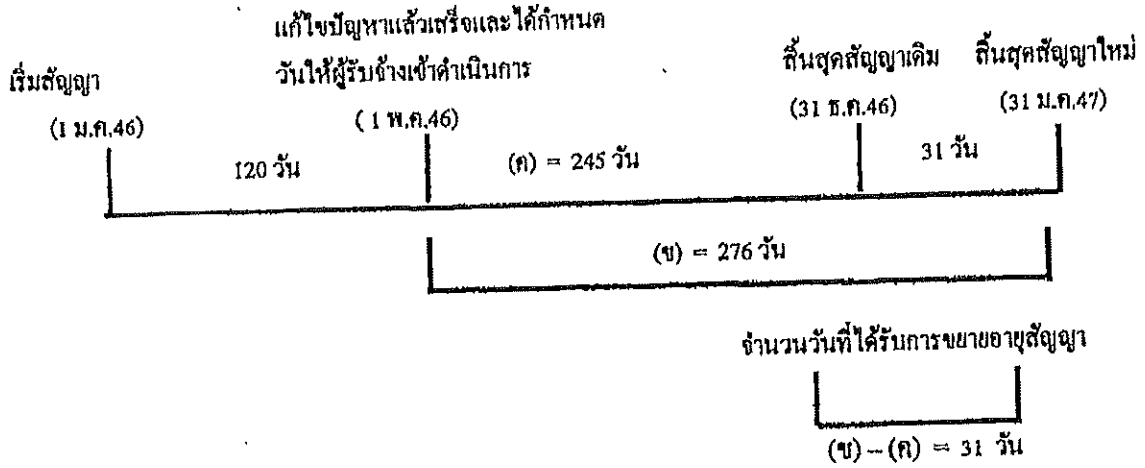 แก้ไขปัญหาแล้วเสร็จและได้กำหนด
วันให้ผู้รับจ้างเข้าดำเนินการ
เริ่มสัญญา
สิ้นสุดสัญญาเดิม สิ้นสุดสัญญาใหม่
(1 ม.ค.46) (1 พ.ค.46) (31 ธ.ค.46) (31 ม.ค.47)
120 วัน (ค) = 245 วัน 31 วัน
(ข) = 276 วัน
จำนวนวันที่ได้รับการขยายอายุสัญญา
(ข) – (ค) = 31 วัน